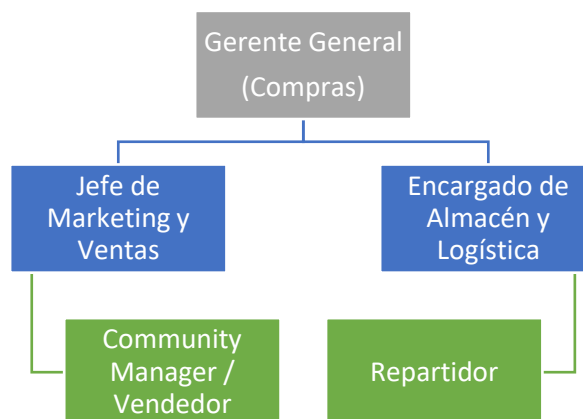 Gerente General
(Compras)
Jefe de
Marketing y
Ventas
Encargado de
Almacén y
Logística
Community
Manager /
Vendedor
Repartidor